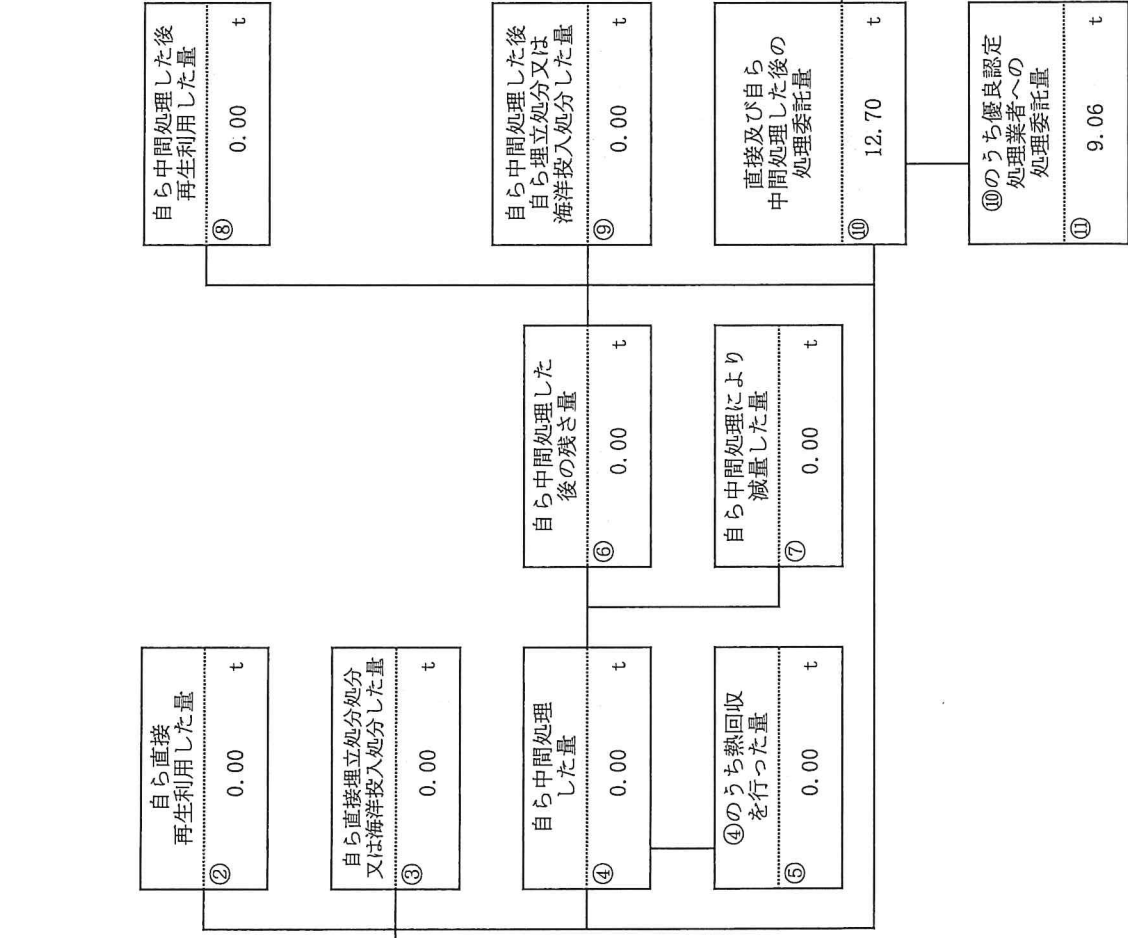 自ら直接
再生利用した量
② 0.00 t
自ら直接埋立処分処分
又は海洋投入処分した量
③ 0.00 t
自ら中間処理
した量
④ 0.00 t
④のうち熱回収
を行った量
⑤ 0.00 t
自ら中間処理した
後の残さ量
⑥ 0.00 t
自ら中間処理により
減量した量
⑦ 0.00 t
自ら中間処理した後
再生利用した量
⑧ 0.00 t
自ら中間処理した後
自ら埋立処分又は
海洋投入処分した量
⑨ 0.00 t
直接及び自ら
中間処理した後の
処理委託量
⑩ 12.70 t
⑩のうち優良認定
処理業者への
処理委託量
⑪ 9.06 t